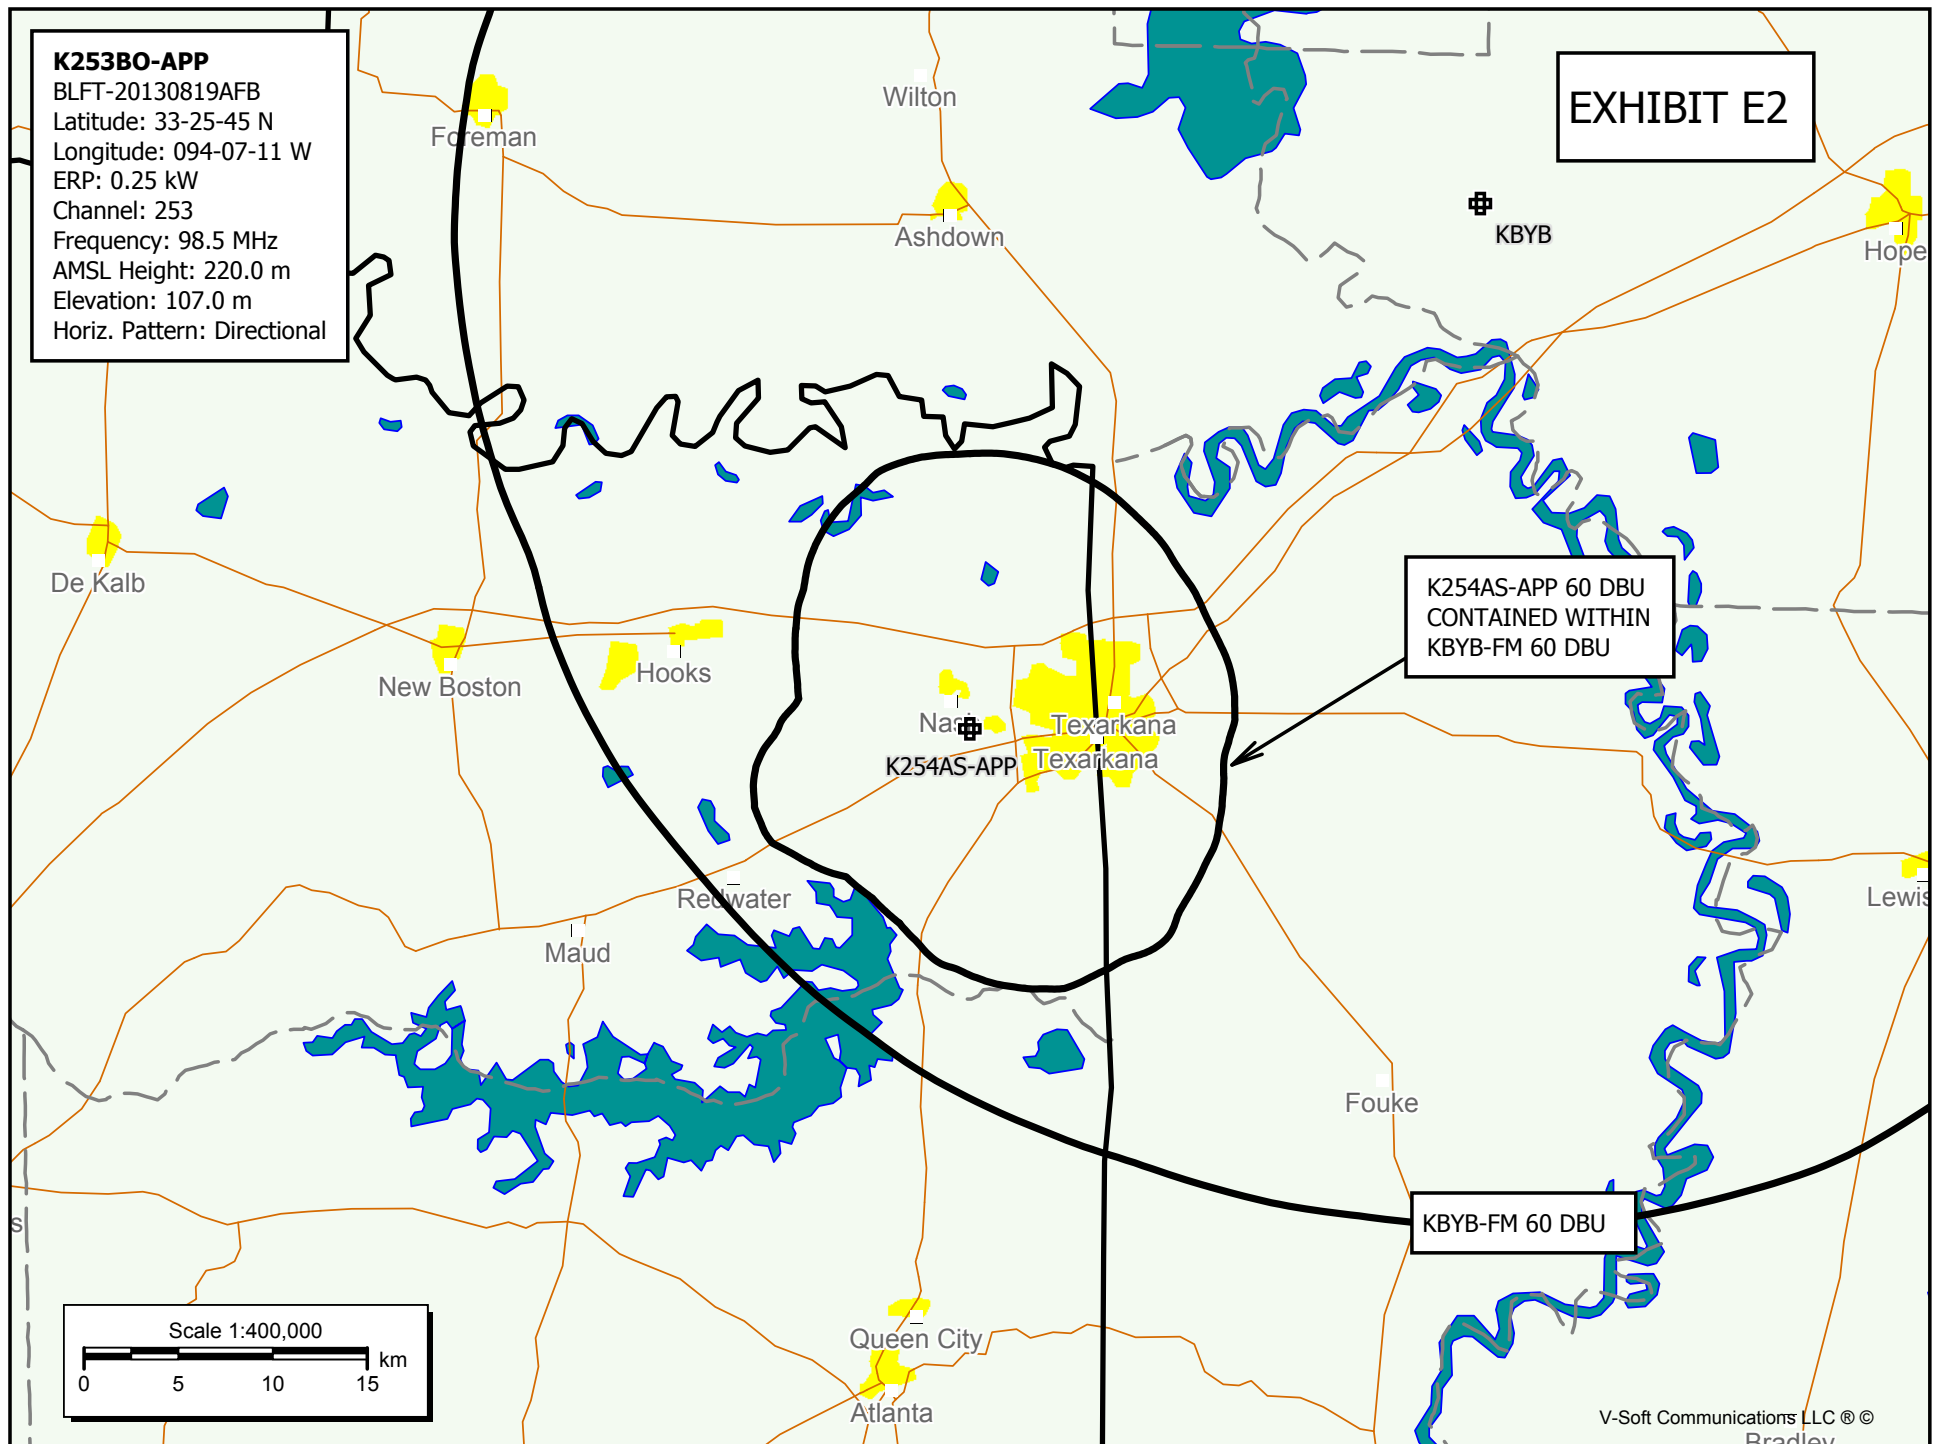 K253BO-APP
BLFT-20130819AFB
Latitude: 33-25-45 N
Longitude: 094-07-11 W
ERP: 0.25 kW
Channel: 253
Frequency: 98.5 MHz
AMSL Height: 220.0 m
Elevation: 107.0 m
Horiz. Pattern: Directional
EXHIBIT E2
Wilton
Foreman
Ashdown
KBYB
Hope
De Kalb
New Boston
Hooks
K254AS-APP 60 DBU
CONTAINED WITHIN
KBYB-FM 60 DBU
Nash
Texarkana
Texarkana
K254AS-APP
Redwater
Lewis
Maud
Fouke
s
KBYB-FM 60 DBU
Scale 1:400,000
km
0 5 10 15
Queen City
Atlanta
V-Soft Communications LLC ® ©
Bradley